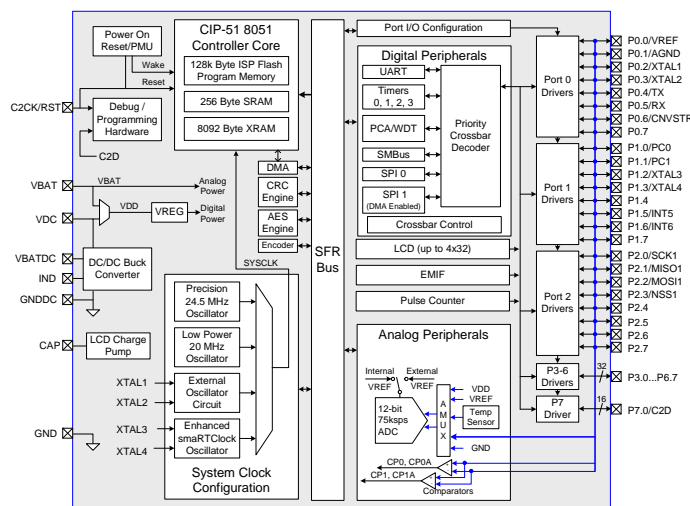 Power On
Reset/PMU
Wake
Reset
C2CK/RST
Debug /
Programming
Hardware
C2D
CIP-51 8051
Controller Core
128k Byte ISP Flash
Program Memory
256 Byte SRAM
8092 Byte XRAM
DMA
CRC
Engine
AES
Engine
Encoder
SYSCLK
VBAT
VBAT
Analog
Power
VDC
VDD
VREG
Digital
Power
VBATDC
IND
GNDDC
DC/DC Buck
Converter
CAP
LCD Charge
Pump
XTAL1
XTAL2
XTAL3
XTAL4
GND
Precision
24.5 MHz
Oscillator
Low Power
20 MHz
Oscillator
External
Oscillator
Circuit
Enhanced
smaRTClock
Oscillator
System Clock
Configuration
SFR
Bus
Port I/O Configuration
Digital Peripherals
UART
Timers
0, 1, 2, 3
PCA/WDT
SMBus
SPI 0
SPI 1
(DMA Enabled)
Priority
Crossbar
Decoder
Crossbar Control
LCD (up to 4x32)
EMIF
Pulse Counter
Analog Peripherals
Internal
External
VREF
VREF
12-bit
75ksps
ADC
A
M
U
X
VDD
VREF
Temp
Sensor
GND
CP0, CP0A
CP1, CP1A
+
-
+
-
Comparators
Port 0
Drivers
Port 1
Drivers
Port 2
Drivers
P3-6
Drivers
P7
Driver
32
16
P0.0/VREF
P0.1/AGND
P0.2/XTAL1
P0.3/XTAL2
P0.4/TX
P0.5/RX
P0.6/CNVSTR
P0.7
P1.0/PC0
P1.1/PC1
P1.2/XTAL3
P1.3/XTAL4
P1.4
P1.5/INT5
P1.6/INT6
P1.7
P2.0/SCK1
P2.1/MISO1
P2.2/MOSI1
P2.3/NSS1
P2.4
P2.5
P2.6
P2.7
P3.0...P6.7
P7.0/C2D